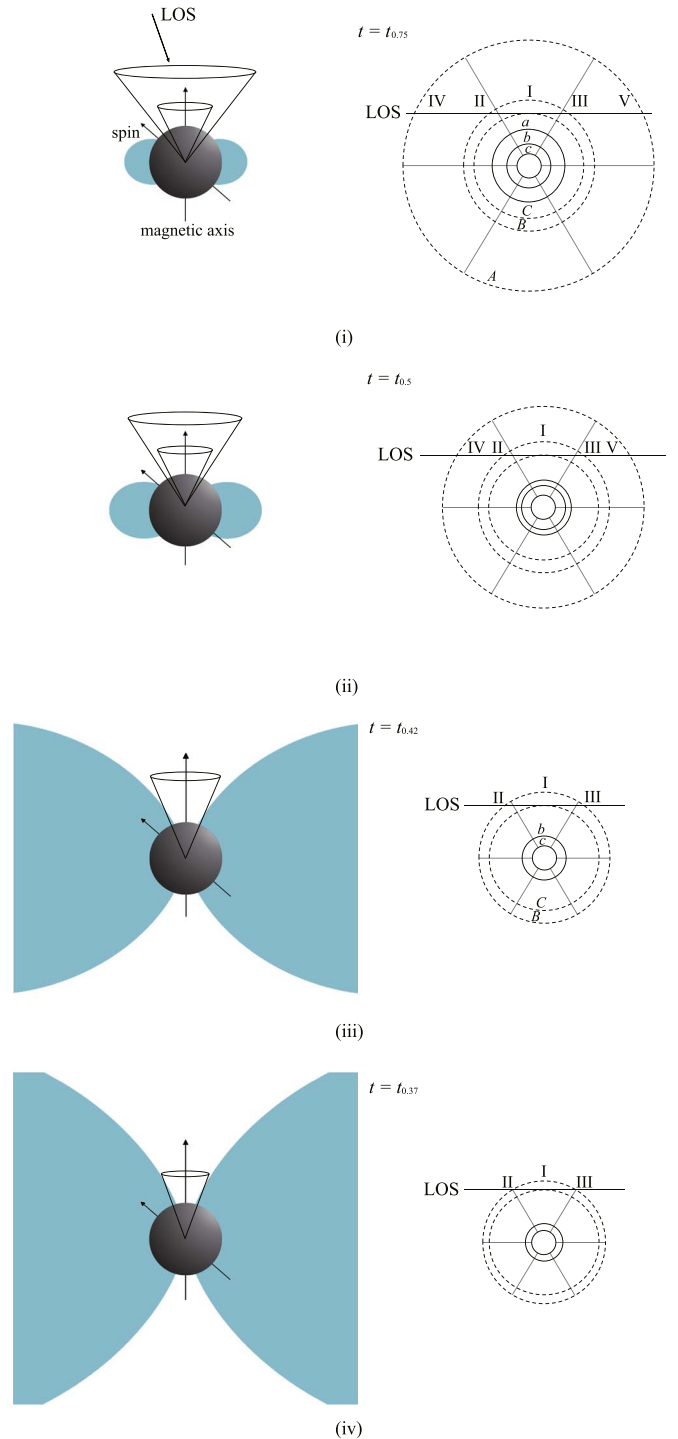 LOS
t = t0.75
IV II I III V
LOS
a
b
c
spin
C
B
magnetic axis
A
(i)
t = t0.5
I
LOS IV II III V
(ii)
t = t0.42
I
LOS II III
b
c
C
B
(iii)
t = t0.37
I
LOS II III
(iv)